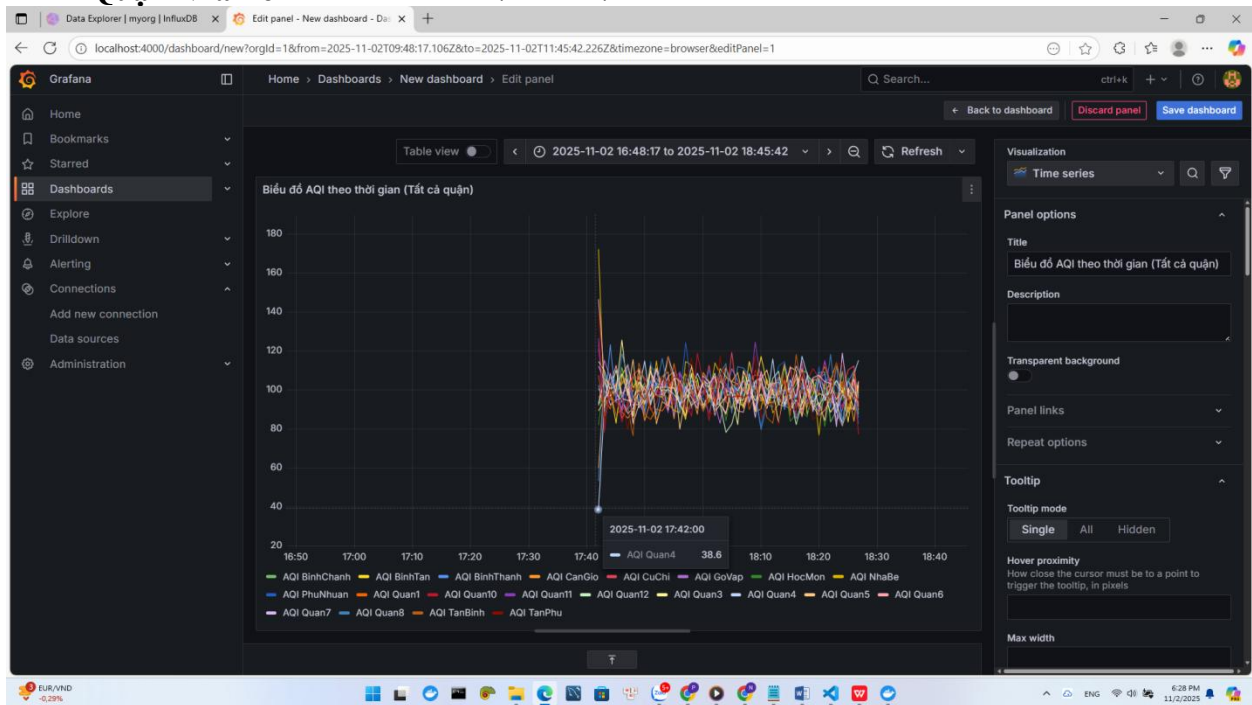 Data Explorer | myorg | InfluxDB
Edit panel - New dashboard - Da
localhost:4000/dashboard/new?orgId=1&from=2025-11-02T09:48:17.106Z&to=2025-11-02T11:45:42.226Z&timezone=browser&editPanel=1
Grafana
Home > Dashboards > New dashboard > Edit panel
Search...
ctrl+k
Home
Bookmarks
Starred
Dashboards
Explore
Drilldown
Alerting
Connections
Add new connection
Data sources
Administration
Back to dashboard
Discard panel
Save dashboard
Table view
2025-11-02 16:48:17 to 2025-11-02 18:45:42
Refresh
Biểu đồ AQI theo thời gian (Tất cả quận)
180
160
140
120
100
80
60
40
20
16:50 17:00 17:10 17:20 17:30 17:40 18:10 18:20 18:30 18:40
2025-11-02 17:42:00
AQI Quan4 38.6
AQI BinhChanh AQI BinhTan AQI BinhThanh AQI CanGio AQI CuChi AQI GoVap AQI HocMon AQI NhaBe
AQI PhuNhuan AQI Quan1 AQI Quan10 AQI Quan11 AQI Quan12 AQI Quan3 AQI Quan4 AQI Quan5 AQI Quan6
AQI Quan7 AQI Quan8 AQI TanBinh AQI TanPhu
Visualization
Time series
Panel options
Title
Biểu đồ AQI theo thời gian (Tất cả quận)
Description
Transparent background
Panel links
Repeat options
Tooltip
Tooltip mode
Single All Hidden
Hover proximity
How close the cursor must be to a point to
trigger the tooltip, in pixels
Max width
EUR/VND
-0,29%
ENG
6:28 PM
11/2/2025